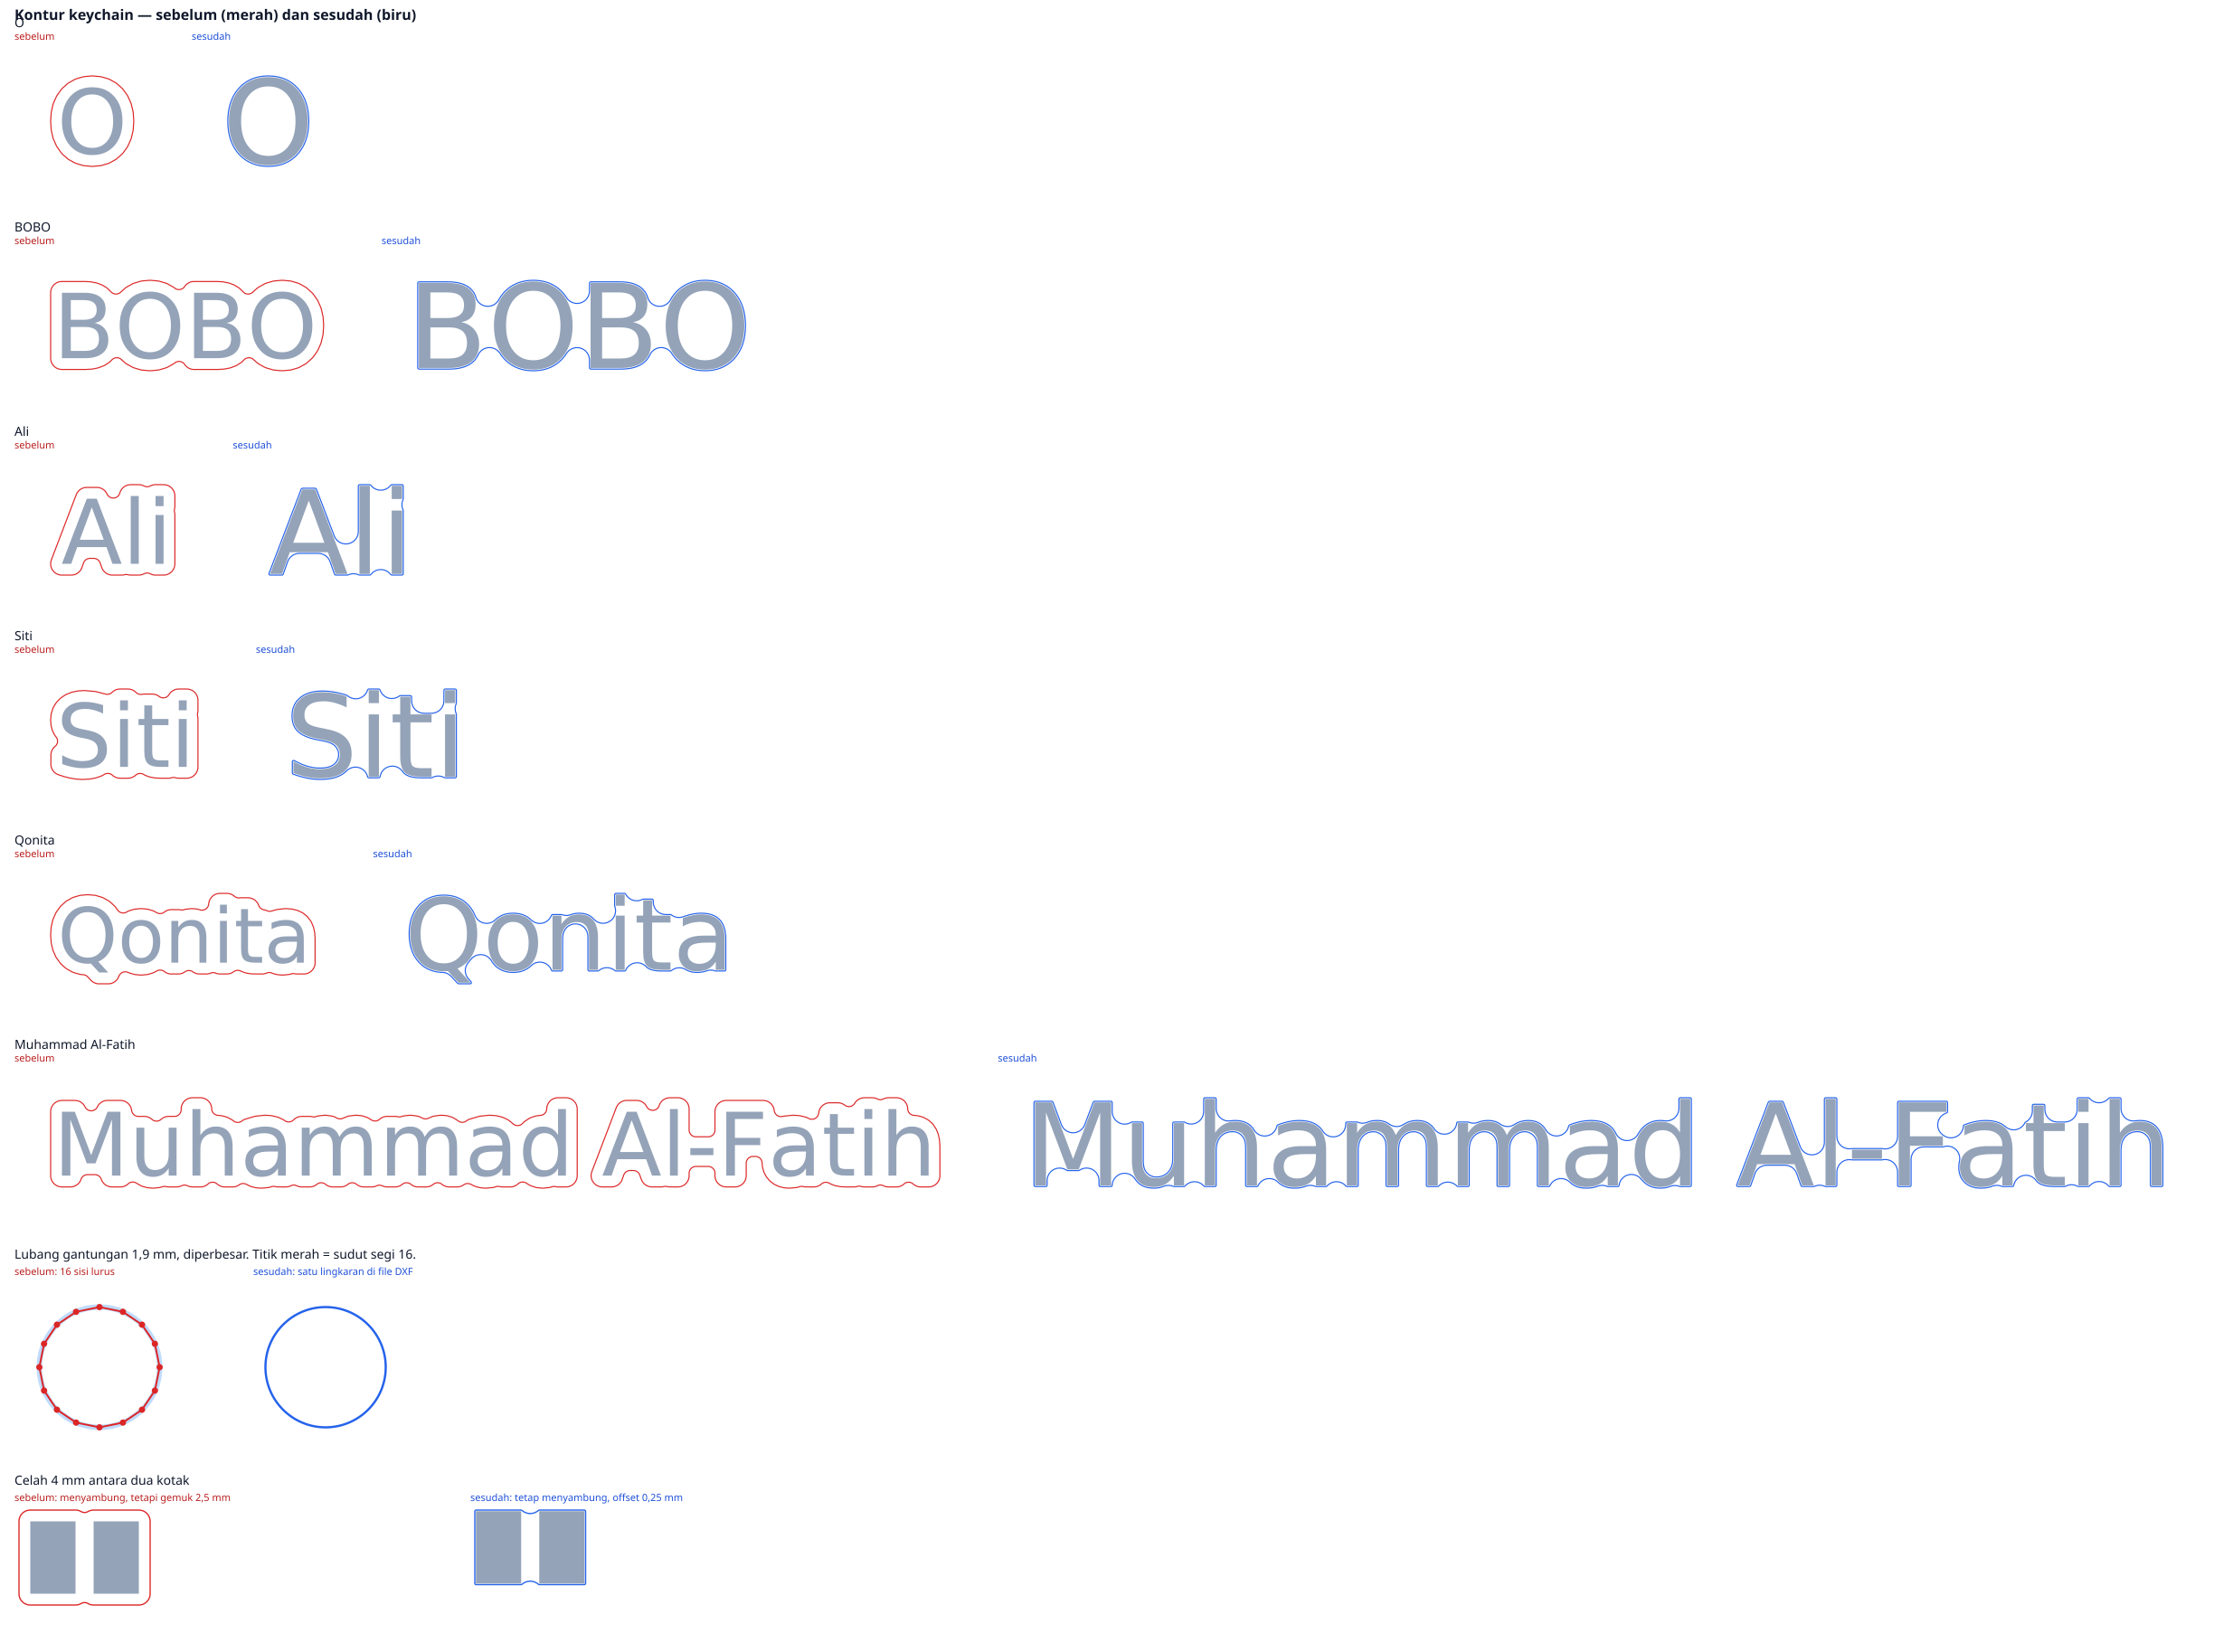 Kontur keychain — sebelum (merah) dan sesudah (biru)
O
sebelum sesudah
O O
BOBO
sebelum sesudah
BOBO BOBO
Ali
sebelum sesudah
Ali Ali
Siti
sebelum sesudah
Siti Siti
Qonita
sebelum sesudah
Qonita Qonita
Muhammad Al-Fatih
sebelum sesudah
Muhammad Al-Fatih Muhammad Al-Fatih
Lubang gantungan 1,9 mm, diperbesar. Titik merah = sudut segi 16.
sebelum: 16 sisi lurus sesudah: satu lingkaran di file DXF
Celah 4 mm antara dua kotak
sebelum: menyambung, tetapi gemuk 2,5 mm sesudah: tetap menyambung, offset 0,25 mm